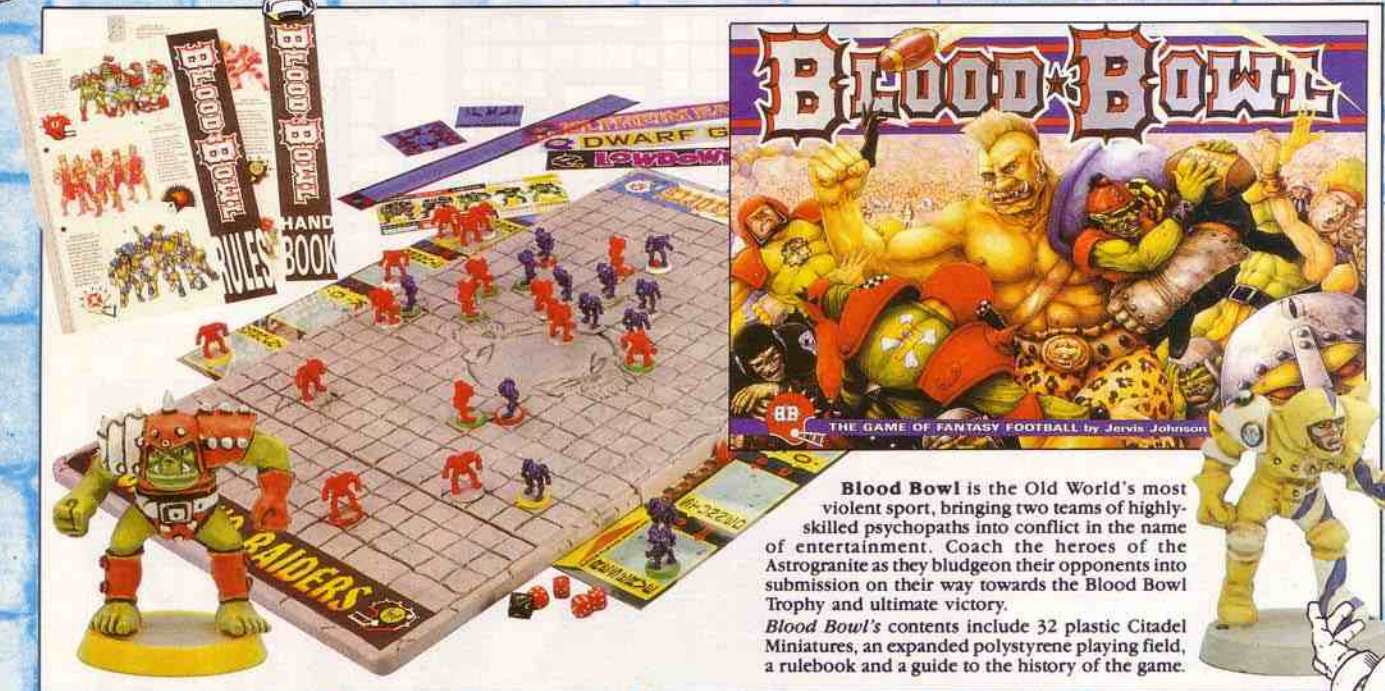 BLOOD BOWL
RULES
BLOOD BOWL
HAND
BOOK
DWARF G
LOWDOWN
RAIDERS
BLOOD BOWL
BB
THE GAME OF FANTASY FOOTBALL by Jervis Johnson
Blood Bowl is the Old World's most
violent sport, bringing two teams of highly-
skilled psychopaths into conflict in the name
of entertainment. Coach the heroes of the
Astrogranite as they bludgeon their opponents into
submission on their way towards the Blood Bowl
Trophy and ultimate victory.
Blood Bowl's contents include 32 plastic Citadel
Miniatures, an expanded polystyrene playing field,
a rulebook and a guide to the history of the game.